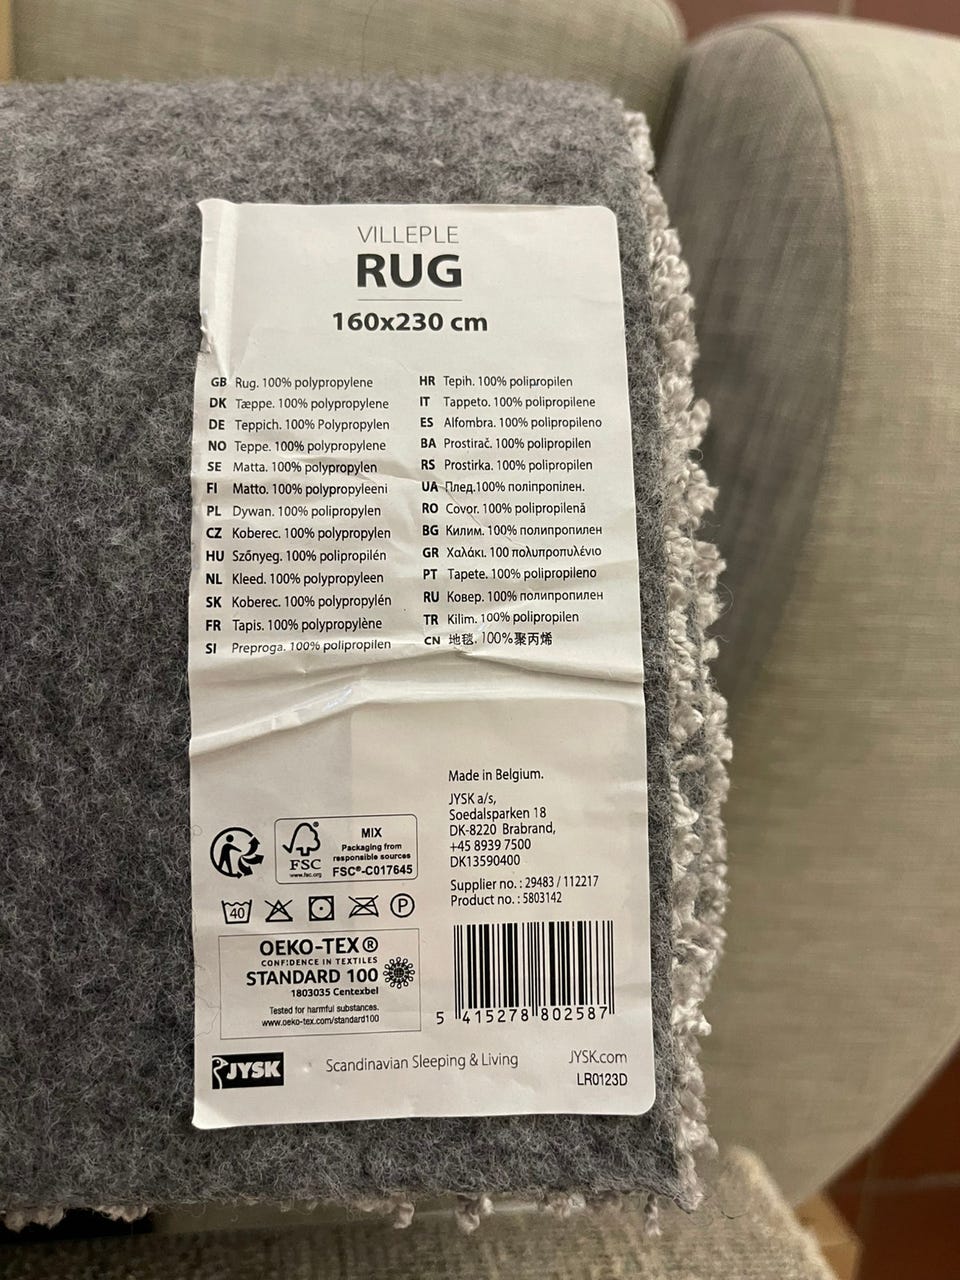 VILLEPLE
RUG
160x230 cm
GB Rug. 100% polypropylene
DK Tæppe. 100% polypropylene
DE Teppich. 100% Polypropylen
NO Teppe. 100% polypropylene
SE Matta. 100% polypropylen
FI Matto. 100% polypropyleeni
PL Dywan. 100% polipropylen
CZ Koberec. 100% polypropylen
HU Szőnyeg. 100% polipropilén
NL Kleed. 100% polypropyleen
SK Koberec. 100% polypropylén
FR Tapis. 100% polypropylène
SI Preproga. 100% polipropilen
HR Tepih. 100% polipropilen
IT Tappeto. 100% polipropilene
ES Alfombra. 100% polipropileno
BA Prostirač. 100% polipropilen
RS Prostirka. 100% polipropilen
UA Плед.100% поліпропілен.
RO Covor. 100% polipropilenă
BG Килим. 100% полипропилен
GR Χαλάκι. 100 πολυπροπυλένιο
PT Tapete. 100% polipropileno
RU Ковер. 100% полипропилен
TR Kilim. 100% polipropilen
CN 地毯. 100%聚丙烯
Made in Belgium.
JYSK a/s,
Soedalsparken 18
DK-8220 Brabrand,
+45 8939 7500
DK13590400
Supplier no.: 29483 / 112217
Product no.: 5803142
FSC
www.fsc.org
MIX
Packaging from
responsible sources
FSC®-C017645
40
P
OEKO-TEX®
CONFIDENCE IN TEXTILES
STANDARD 100
1803035 Centexbel
Tested for harmful substances.
www.oeko-tex.com/standard100
5 415278 802587
JYSK
Scandinavian Sleeping & Living
JYSK.com
LR0123D